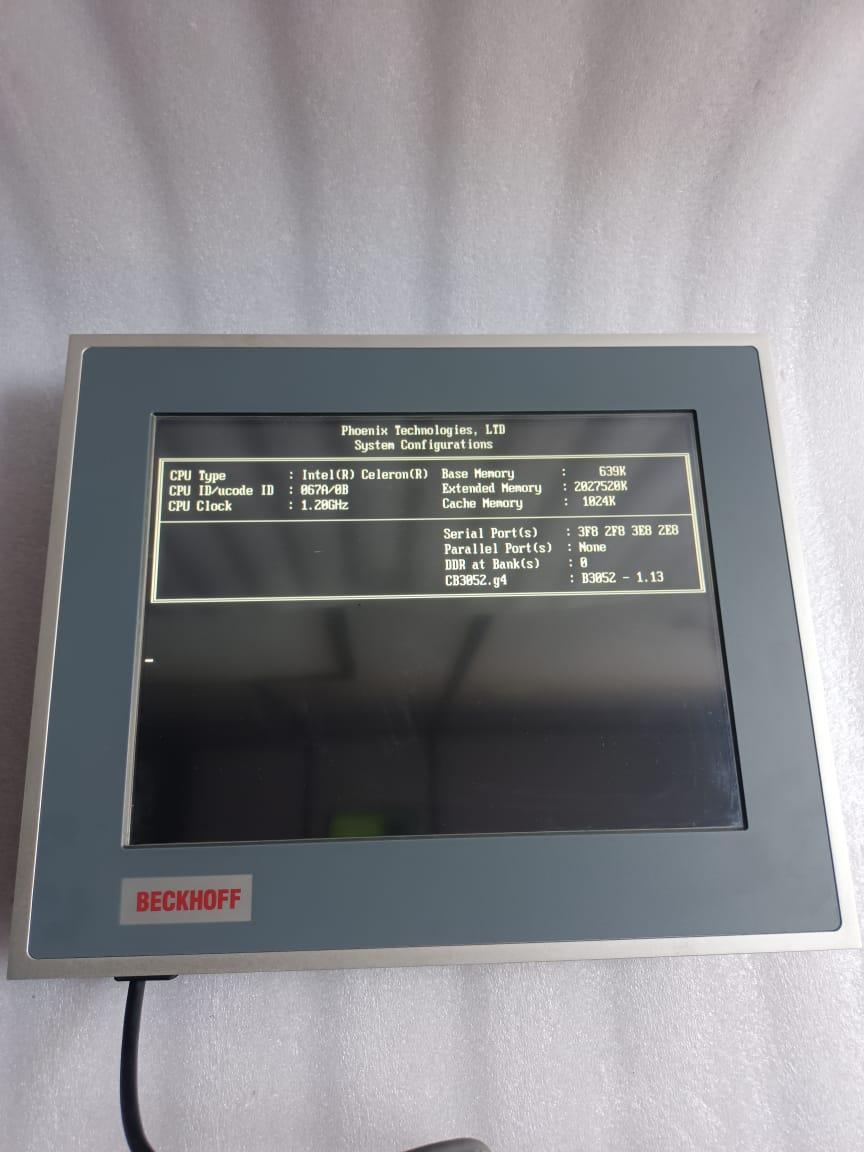 Phoenix Technologies, LTD
System Configurations
CPU Type : Intel(R) Celeron(R) Base Memory : 639K
CPU ID/ucode ID : 067A/0B Extended Memory : 2027520K
CPU Clock : 1.20GHz Cache Memory : 1024K
Serial Port(s) : 3F8 2F8 3E8 2E8
Parallel Port(s) : None
DDR at Bank(s) : 0
CB3052.g4 : B3052 - 1.13
BECKHOFF